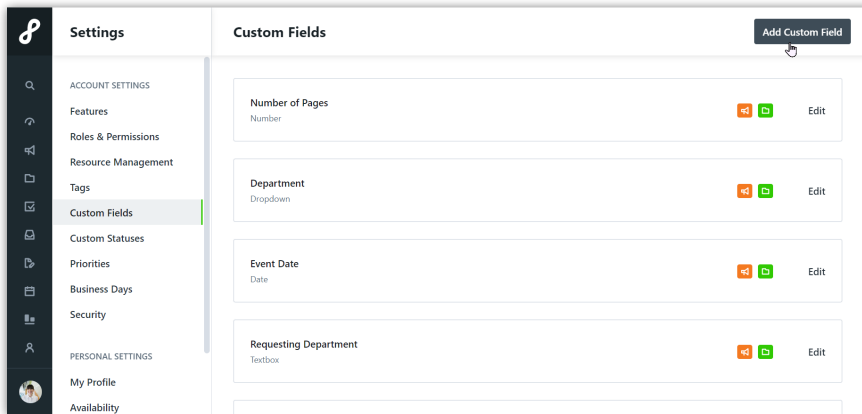 Settings
Custom Fields
Add Custom Field
ACCOUNT SETTINGS
Features
Roles & Permissions
Resource Management
Tags
Custom Fields
Custom Statuses
Priorities
Business Days
Security
PERSONAL SETTINGS
My Profile
Availability
Number of Pages
Number
Edit
Department
Dropdown
Edit
Event Date
Date
Edit
Requesting Department
Textbox
Edit